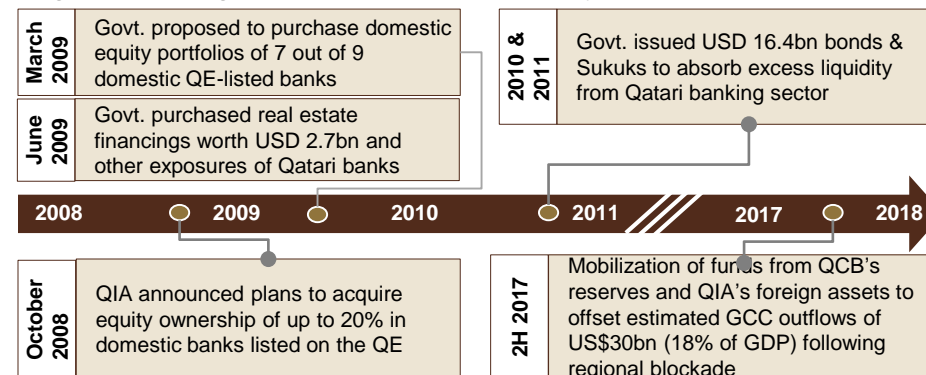 March
2009
Govt. proposed to purchase domestic
equity portfolios of 7 out of 9
domestic QE-listed banks
June
2009
Govt. purchased real estate
financings worth USD 2.7bn and
other exposures of Qatari banks
2010 &
2011
Govt. issued USD 16.4bn bonds &
Sukuks to absorb excess liquidity
from Qatari banking sector
2008 2009 2010 2011 2017 2018
October
2008
QIA announced plans to acquire
equity ownership of up to 20% in
domestic banks listed on the QE
2H 2017
Mobilization of funds from QCB's
reserves and QIA's foreign assets to
offset estimated GCC outflows of
US$30bn (18% of GDP) following
regional blockade